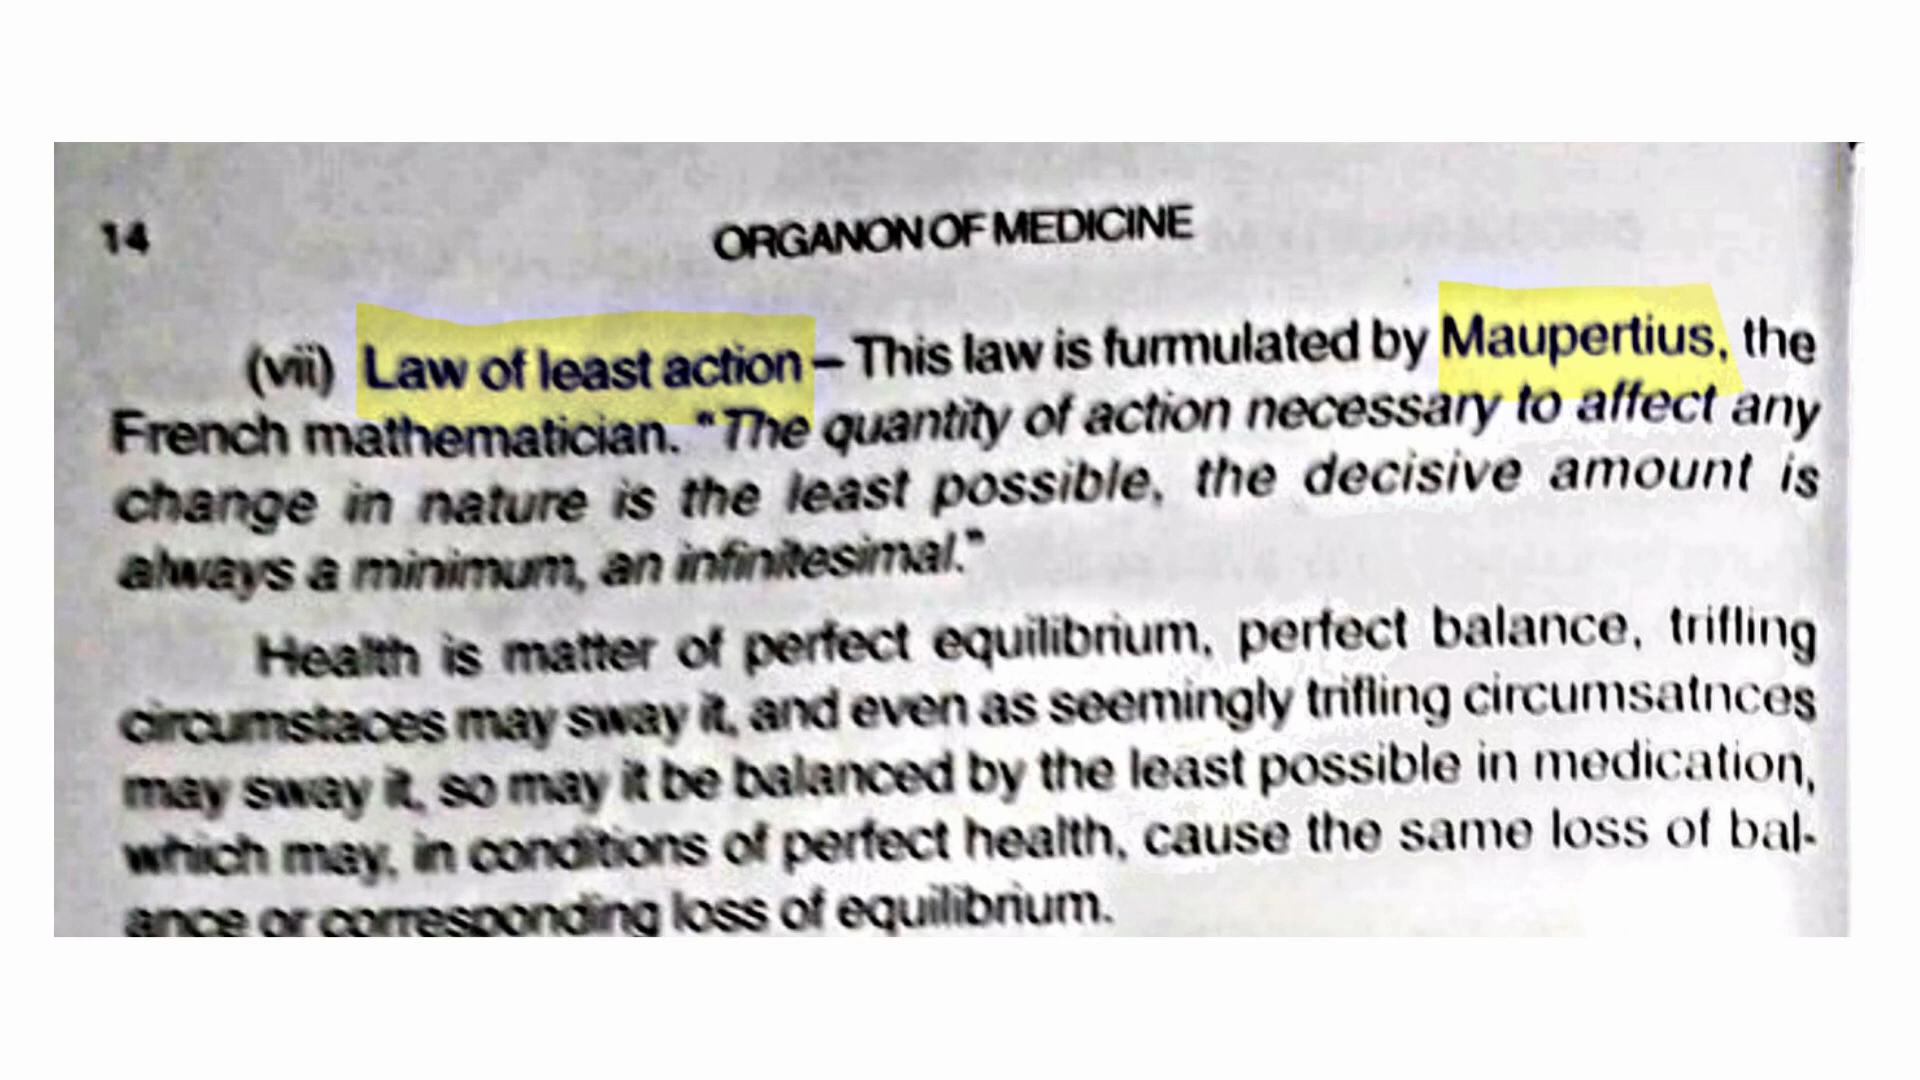 14
ORGANON OF MEDICINE
(vii) Law of least action – This law is furmulated by Maupertius, the
French mathematician. "The quantity of action necessary to affect any
change in nature is the least possible, the decisive amount is
always a minimum, an infinitesimal."
Health is matter of perfect equilibrium, perfect balance, trifling
circumstaces may sway it, and even as seemingly trifling circumsatnces
may sway it, so may it be balanced by the least possible in medication,
which may, in conditions of perfect health, cause the same loss of bal-
ance or corresponding loss of equilibrium.